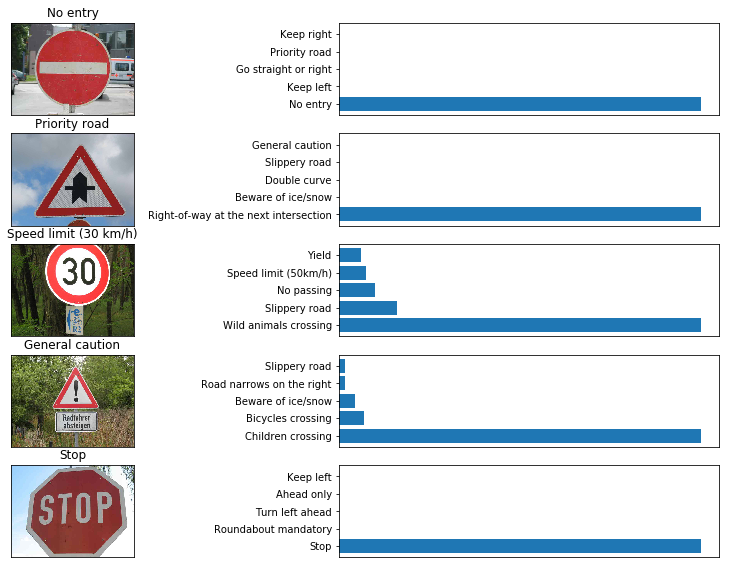 No entry
Keep right
Priority road
Go straight or right
Keep left
No entry
Priority road
General caution
Slippery road
Double curve
Beware of ice/snow
Right-of-way at the next intersection
Speed limit (30 km/h)
30
Yield
Speed limit (50km/h)
No passing
Slippery road
Wild animals crossing
General caution
Radfahrer
absteigen
Slippery road
Road narrows on the right
Beware of ice/snow
Bicycles crossing
Children crossing
Stop
STOP
Keep left
Ahead only
Turn left ahead
Roundabout mandatory
Stop